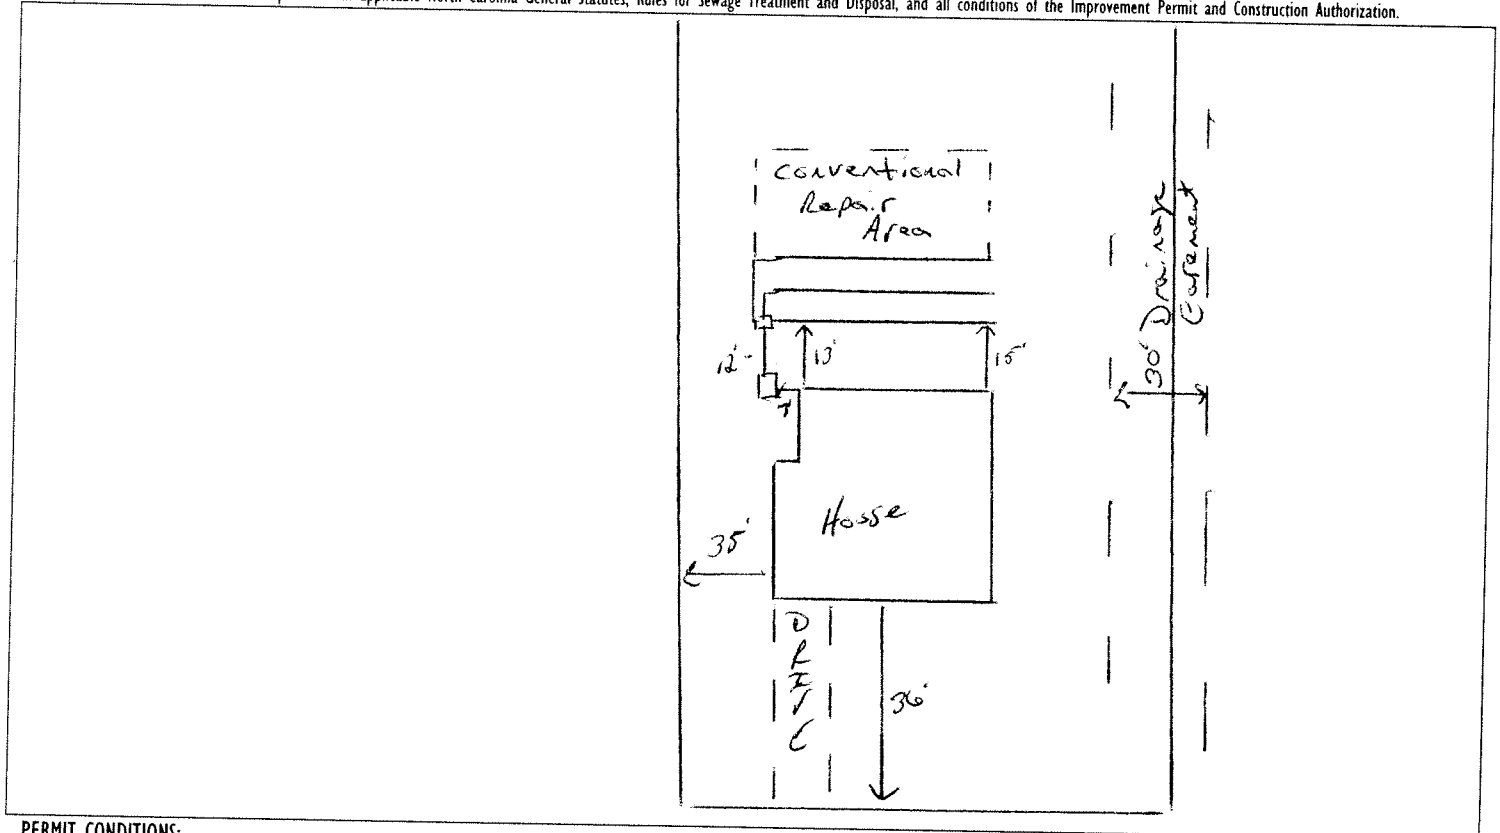 applicable North Carolina General Statutes, Rules for Sewage Treatment and Disposal, and all conditions of the Improvement Permit and Construction Authorization.
Conventional
Repair
Area
12'
13'
15'
30' Drainage
Easement
House
35'
DRIVE
36'
PERMIT CONDITIONS: